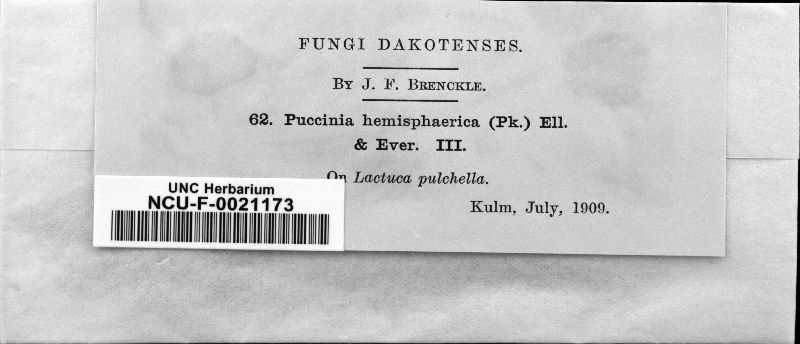 FUNGI DAKOTENSES.
By J. F. Brenckle.
62. Puccinia hemisphaerica (Pk.) Ell.
& Ever. III.
On Lactuca pulchella.
Kulm, July, 1909.
UNC Herbarium
NCU-F-0021173